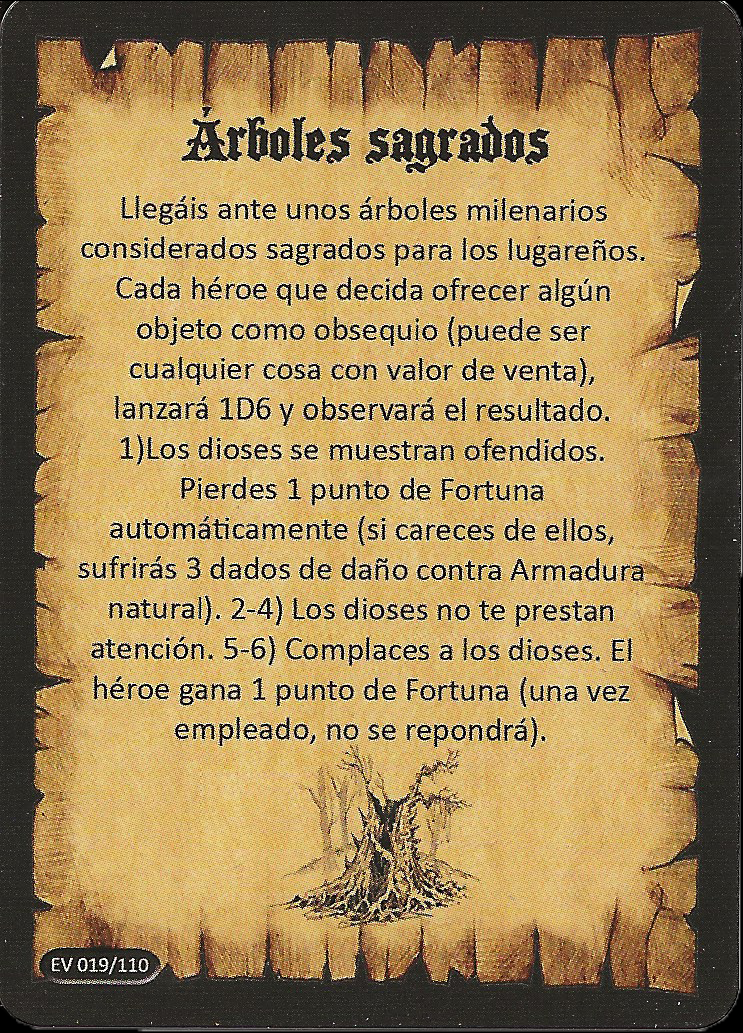 Árboles sagrados
Llegáis ante unos árboles milenarios
considerados sagrados para los lugareños.
Cada héroe que decida ofrecer algún
objeto como obsequio (puede ser
cualquier cosa con valor de venta),
lanzará 1D6 y observará el resultado.
1)Los dioses se muestran ofendidos.
Pierdes 1 punto de Fortuna
automáticamente (si careces de ellos,
sufrirás 3 dados de daño contra Armadura
natural). 2-4) Los dioses no te prestan
atención. 5-6) Complaces a los dioses. El
héroe gana 1 punto de Fortuna (una vez
empleado, no se repondrá).
EV 019/110